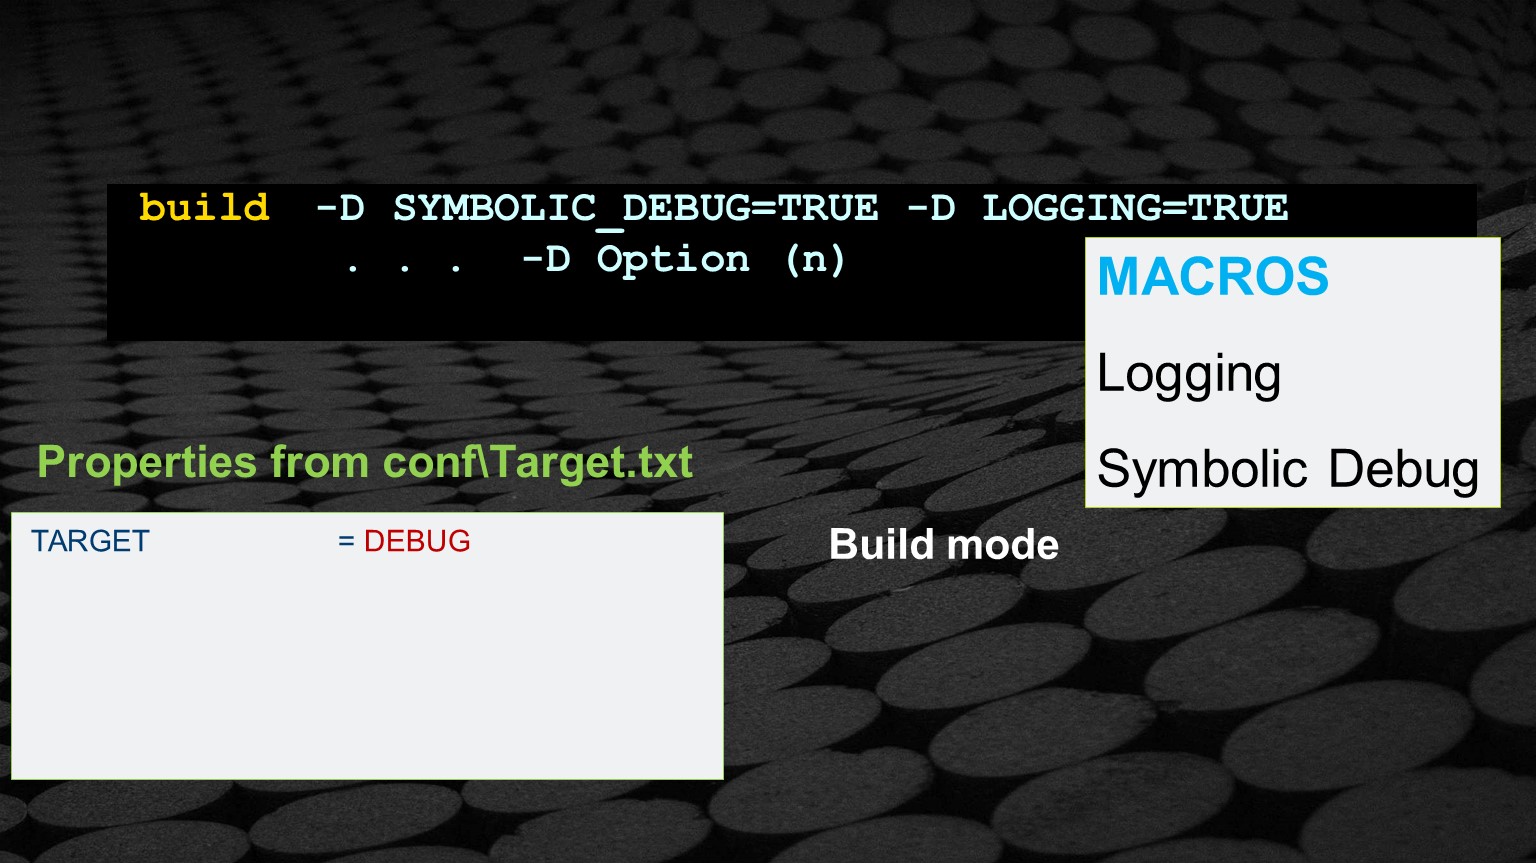 build  -D SYMBOLIC_DEBUG=TRUE -D LOGGING=TRUE
. . .  -D Option (n)
MACROS
Logging
Symbolic Debug
Properties from conf\Target.txt
TARGET = DEBUG
Build mode